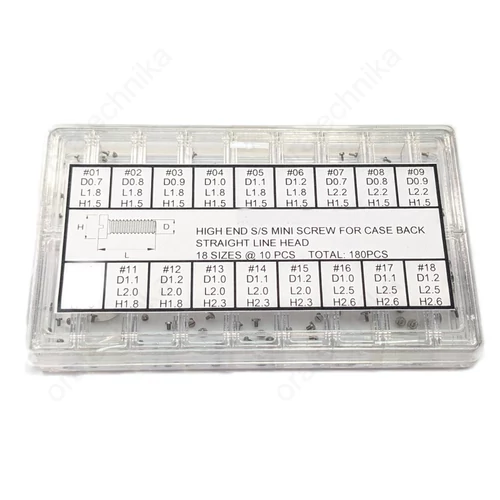 #01 #02 #03 #04 #05 #06 #07 #08 #09
D0.7 D0.8 D0.9 D1.0 D1.1 D1.2 D0.7 D0.8 D0.9
L1.8 L1.8 L1.8 L1.8 L1.8 L1.8 L2.2 L2.2 L2.2
H1.5 H1.5 H1.5 H1.5 H1.5 H1.5 H1.5 H1.5 H1.5
H D L
HIGH END S/S MINI SCREW FOR CASE BACK
STRAIGHT LINE HEAD
18 SIZES @ 10 PCS TOTAL: 180PCS
#11 #12 #13 #14 #15 #16 #17 #18
D1.1 D1.2 D1.0 D1.1 D1.2 D1.0 D1.1 D1.2
L2.0 L2.0 L2.0 L2.0 L2.0 L2.5 L2.5 L2.5
H1.8 H1.8 H2.3 H2.3 H2.3 H2.6 H2.6 H2.6